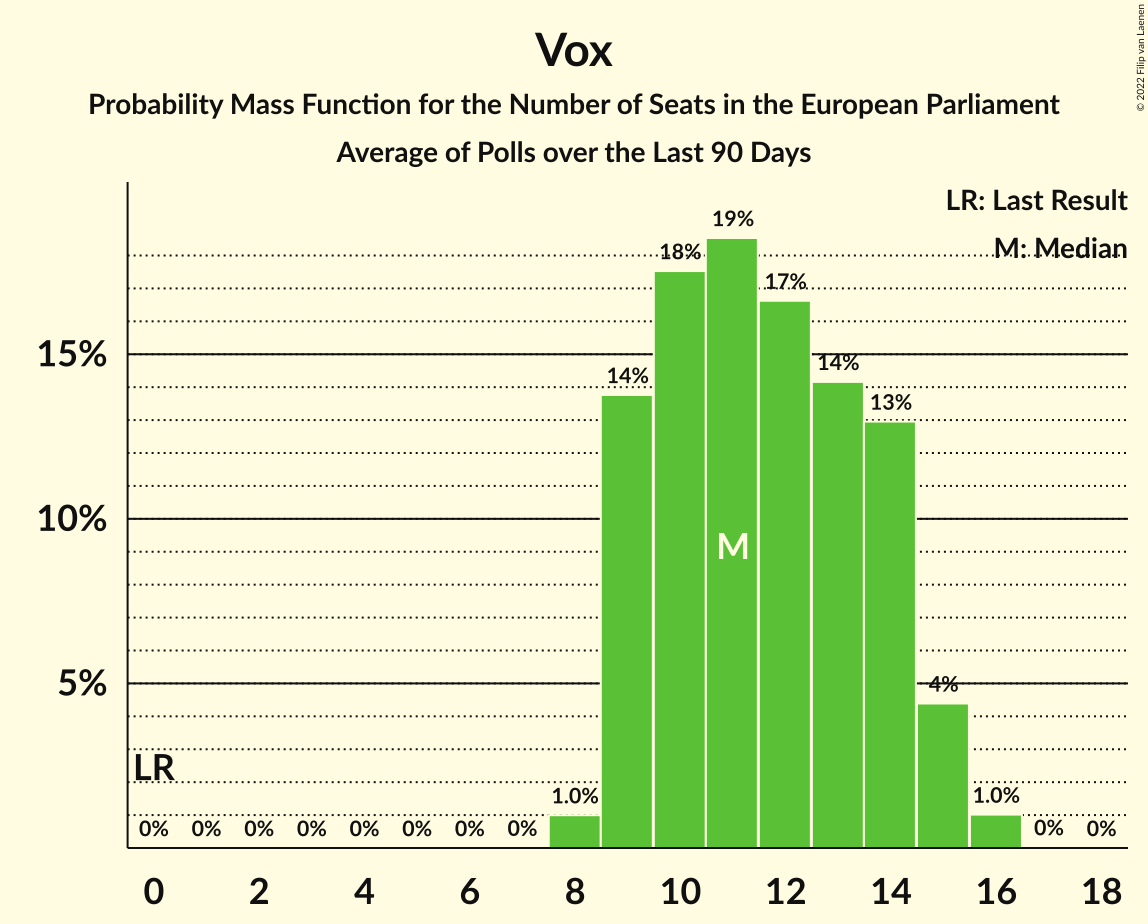 Vox
Probability Mass Function for the Number of Seats in the European Parliament
Average of Polls over the Last 90 Days
© 2022 Filip van Laenen
LR: Last Result
M: Median
19%
18%
17%
15%
14%
14%
13%
10%
M
5%
4%
LR
1.0%
1.0%
0% 0% 0% 0% 0% 0% 0% 0% 0% 0%
0 2 4 6 8 10 12 14 16 18